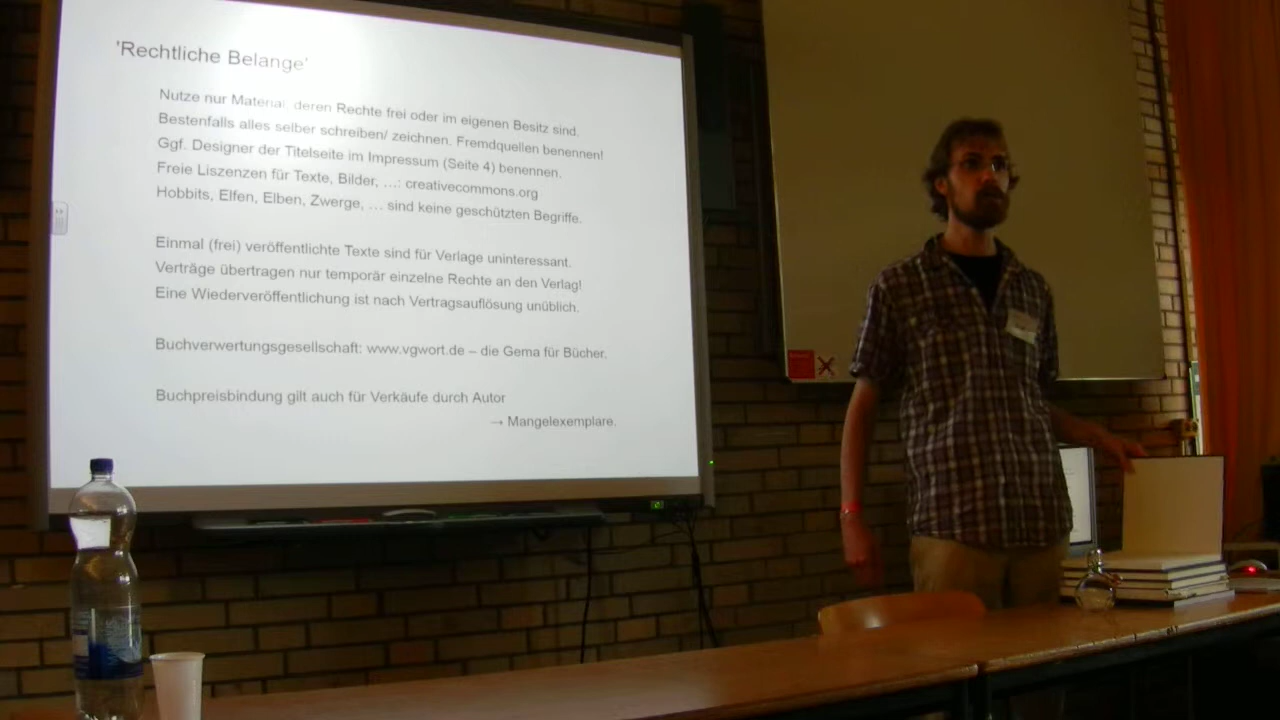 'Rechtliche Belange'
Nutze nur Material, deren Rechte frei oder im eigenen Besitz sind.
Bestenfalls alles selber schreiben/ zeichnen. Fremdquellen benennen!
Ggf. Designer der Titelseite im Impressum (Seite 4) benennen.
Freie Liszenzen für Texte, Bilder, …: creativecommons.org
Hobbits, Elfen, Elben, Zwerge, … sind keine geschützten Begriffe.
Einmal (frei) veröffentlichte Texte sind für Verlage uninteressant.
Verträge übertragen nur temporär einzelne Rechte an den Verlag!
Eine Wiederveröffentlichung ist nach Vertragsauflösung unüblich.
Buchverwertungsgesellschaft: www.vgwort.de – die Gema für Bücher.
Buchpreisbindung gilt auch für Verkäufe durch Autor
→ Mangelexemplare.